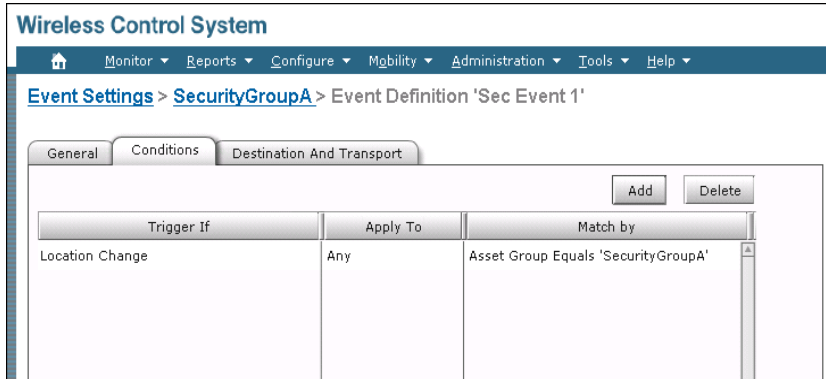 Wireless Control System
Monitor Reports Configure Mobility Administration Tools Help
Event Settings > SecurityGroupA > Event Definition 'Sec Event 1'
General Conditions Destination And Transport
Add Delete
Trigger If Apply To Match by
Location Change Any Asset Group Equals 'SecurityGroupA'